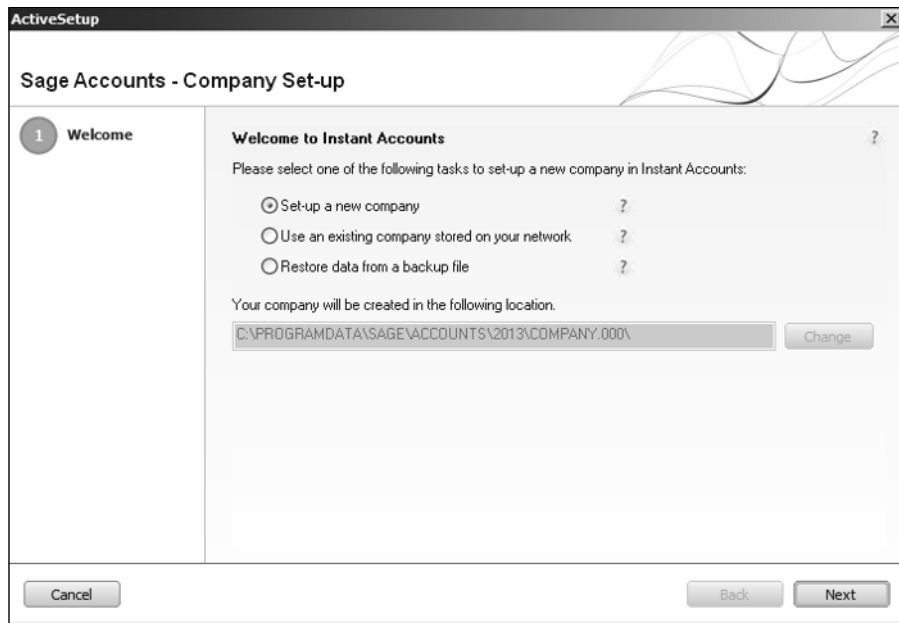 ActiveSetup
Sage Accounts - Company Set-up
1 Welcome
Welcome to Instant Accounts ?
Please select one of the following tasks to set-up a new company in Instant Accounts:
Set-up a new company ?
Use an existing company stored on your network ?
Restore data from a backup file ?
Your company will be created in the following location.
C:\PROGRAMDATA\SAGE\ACCOUNTS\2013\COMPANY.000\ Change
Cancel Back Next